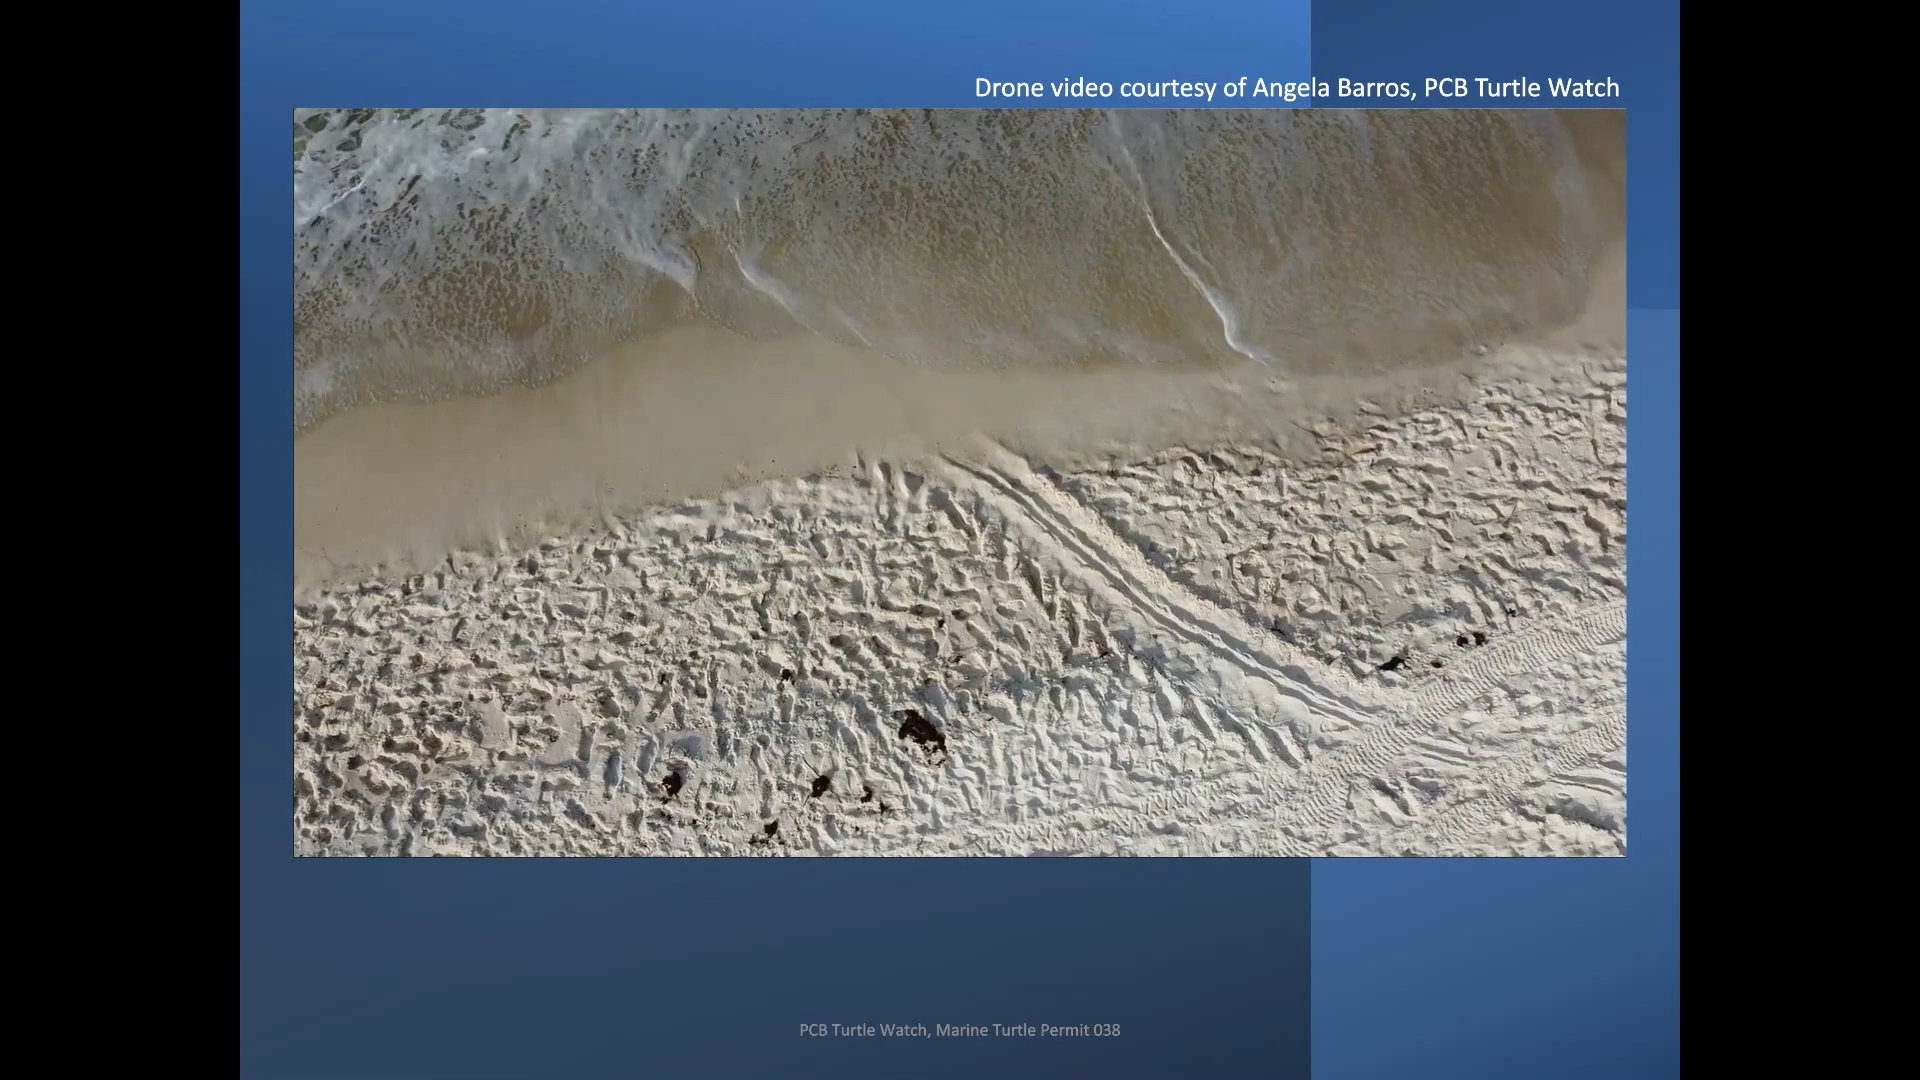 Drone video courtesy of Angela Barros, PCB Turtle Watch
PCB Turtle Watch, Marine Turtle Permit 038